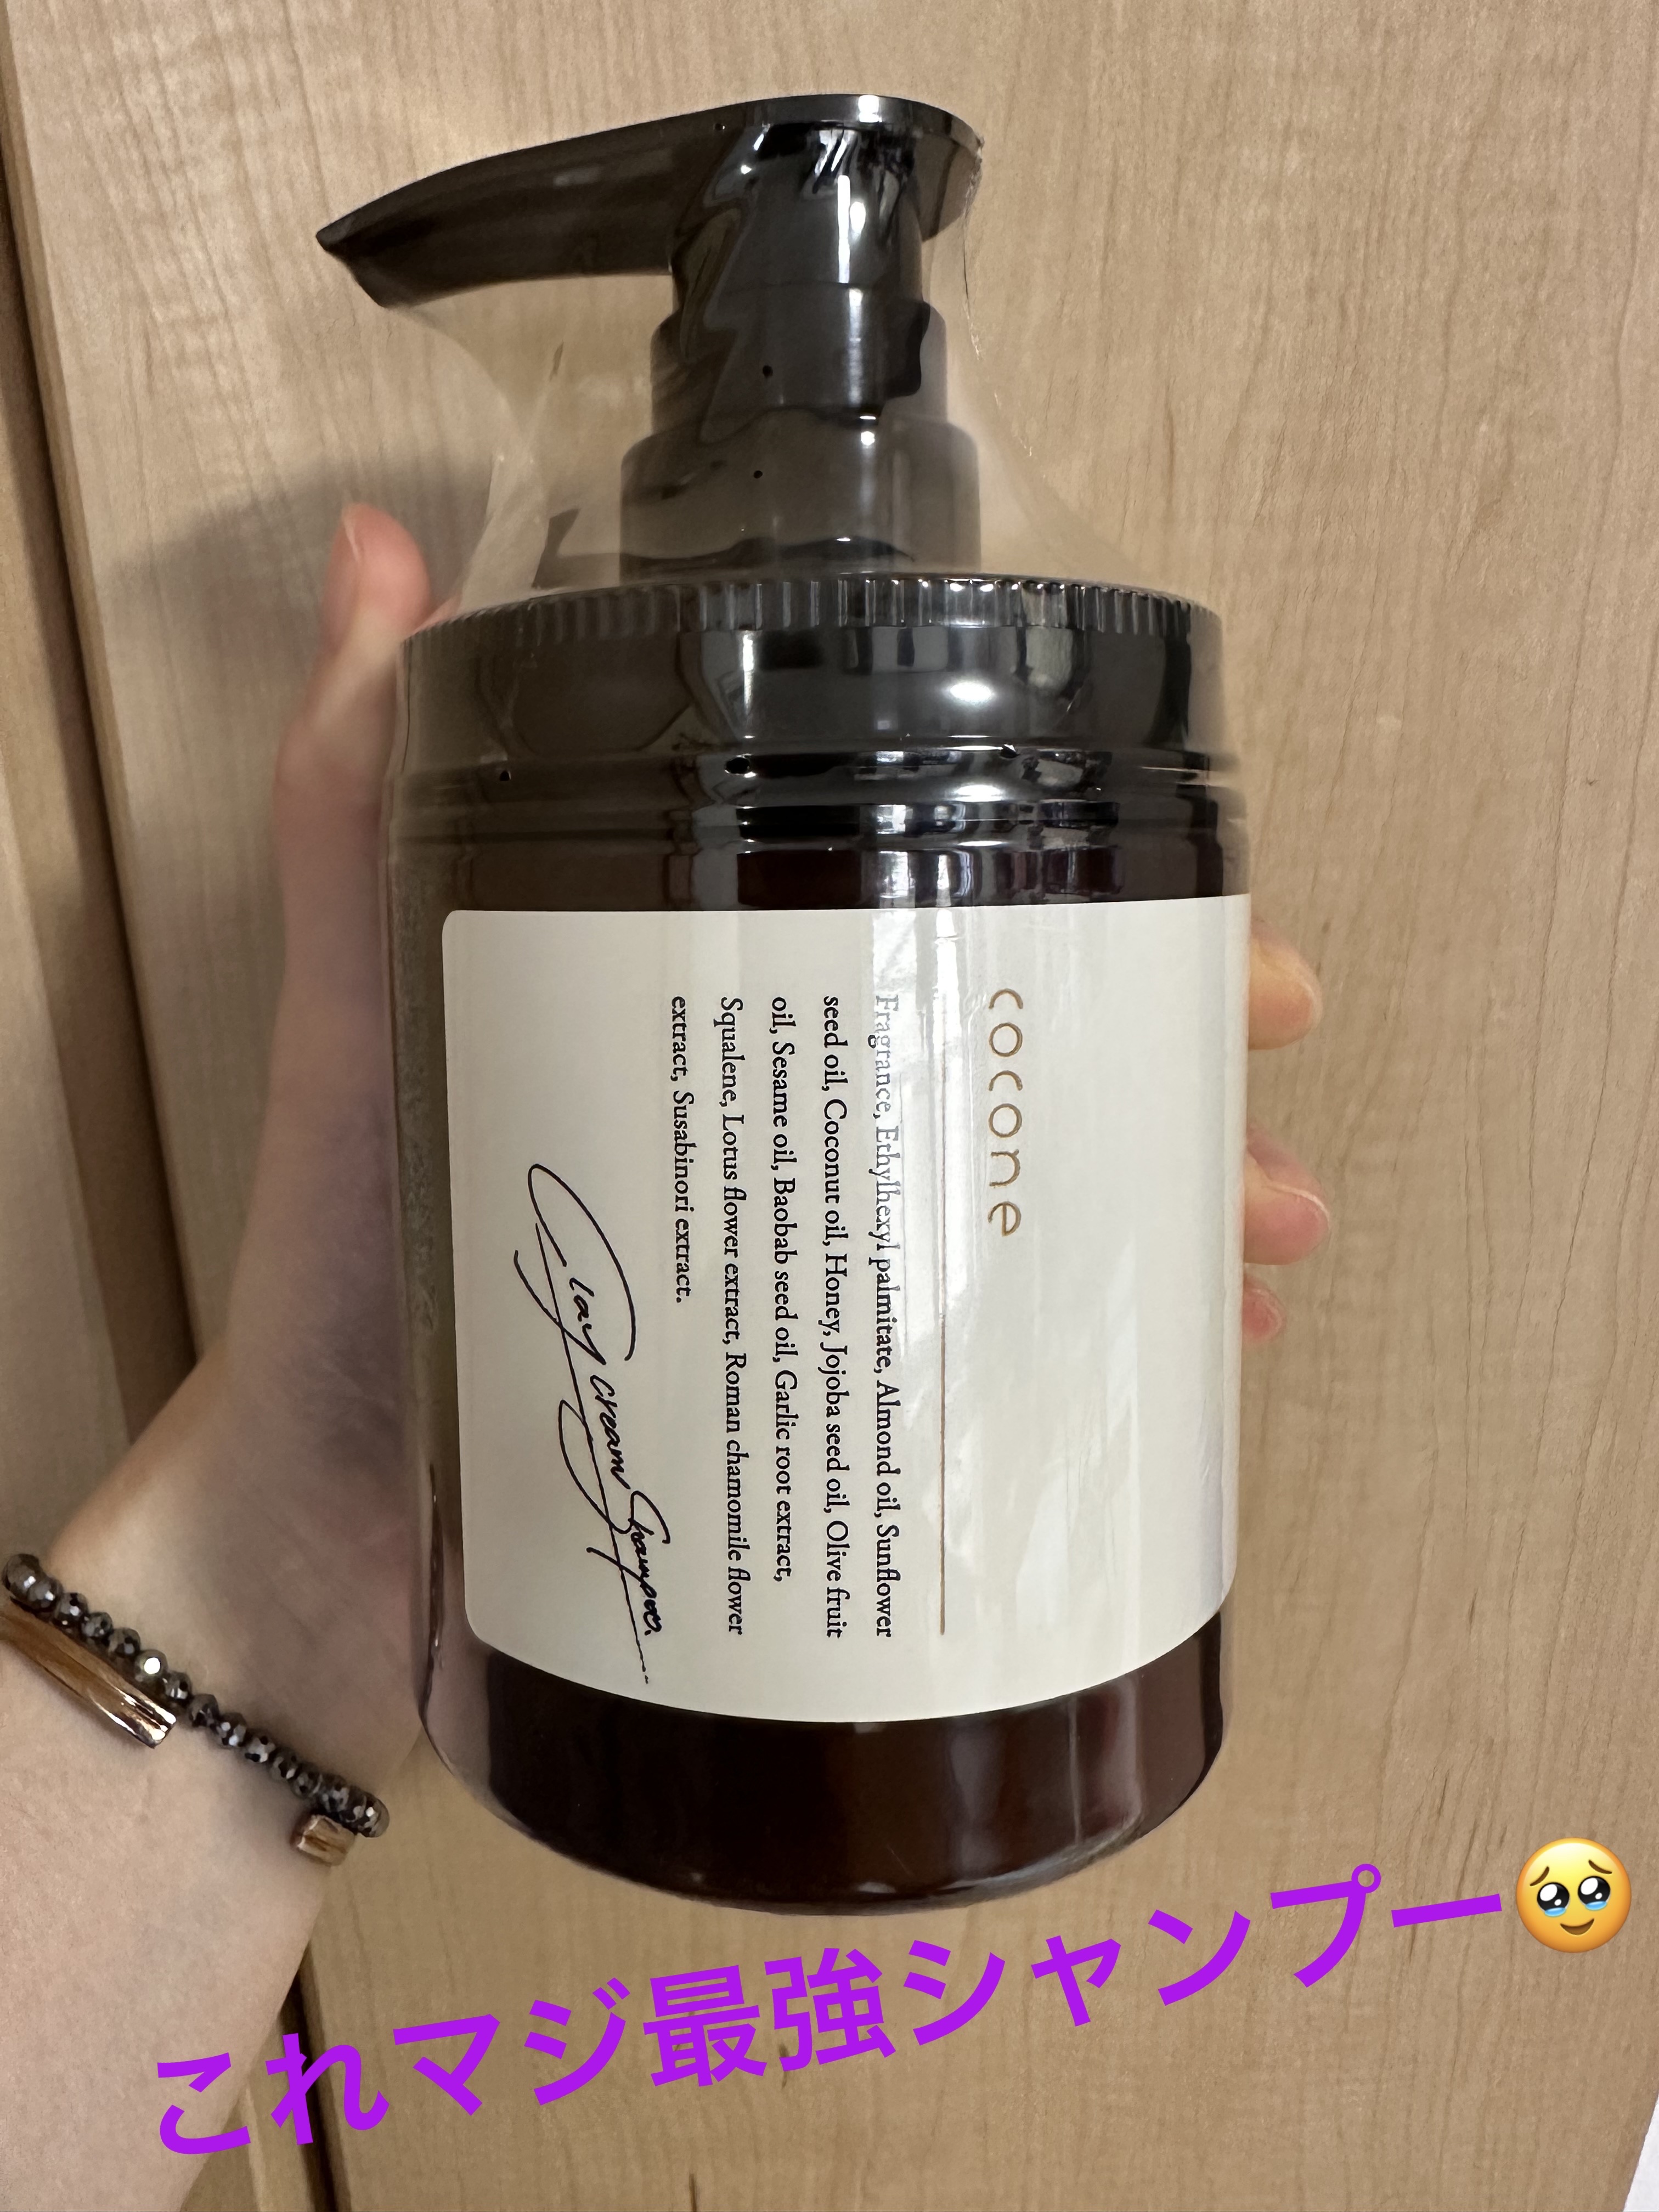 cocone
Fragrance, Ethylhexyl palmitate, Almond oil, Sunflower
seed oil, Coconut oil, Honey, Jojoba seed oil, Olive fruit
oil, Sesame oil, Baobab seed oil, Garlic root extract,
Squalene, Lotus flower extract, Roman chamomile flower
extract, Susabinori extract.
Clay cream Shampoo.
これマジ最強シャンプー🥹